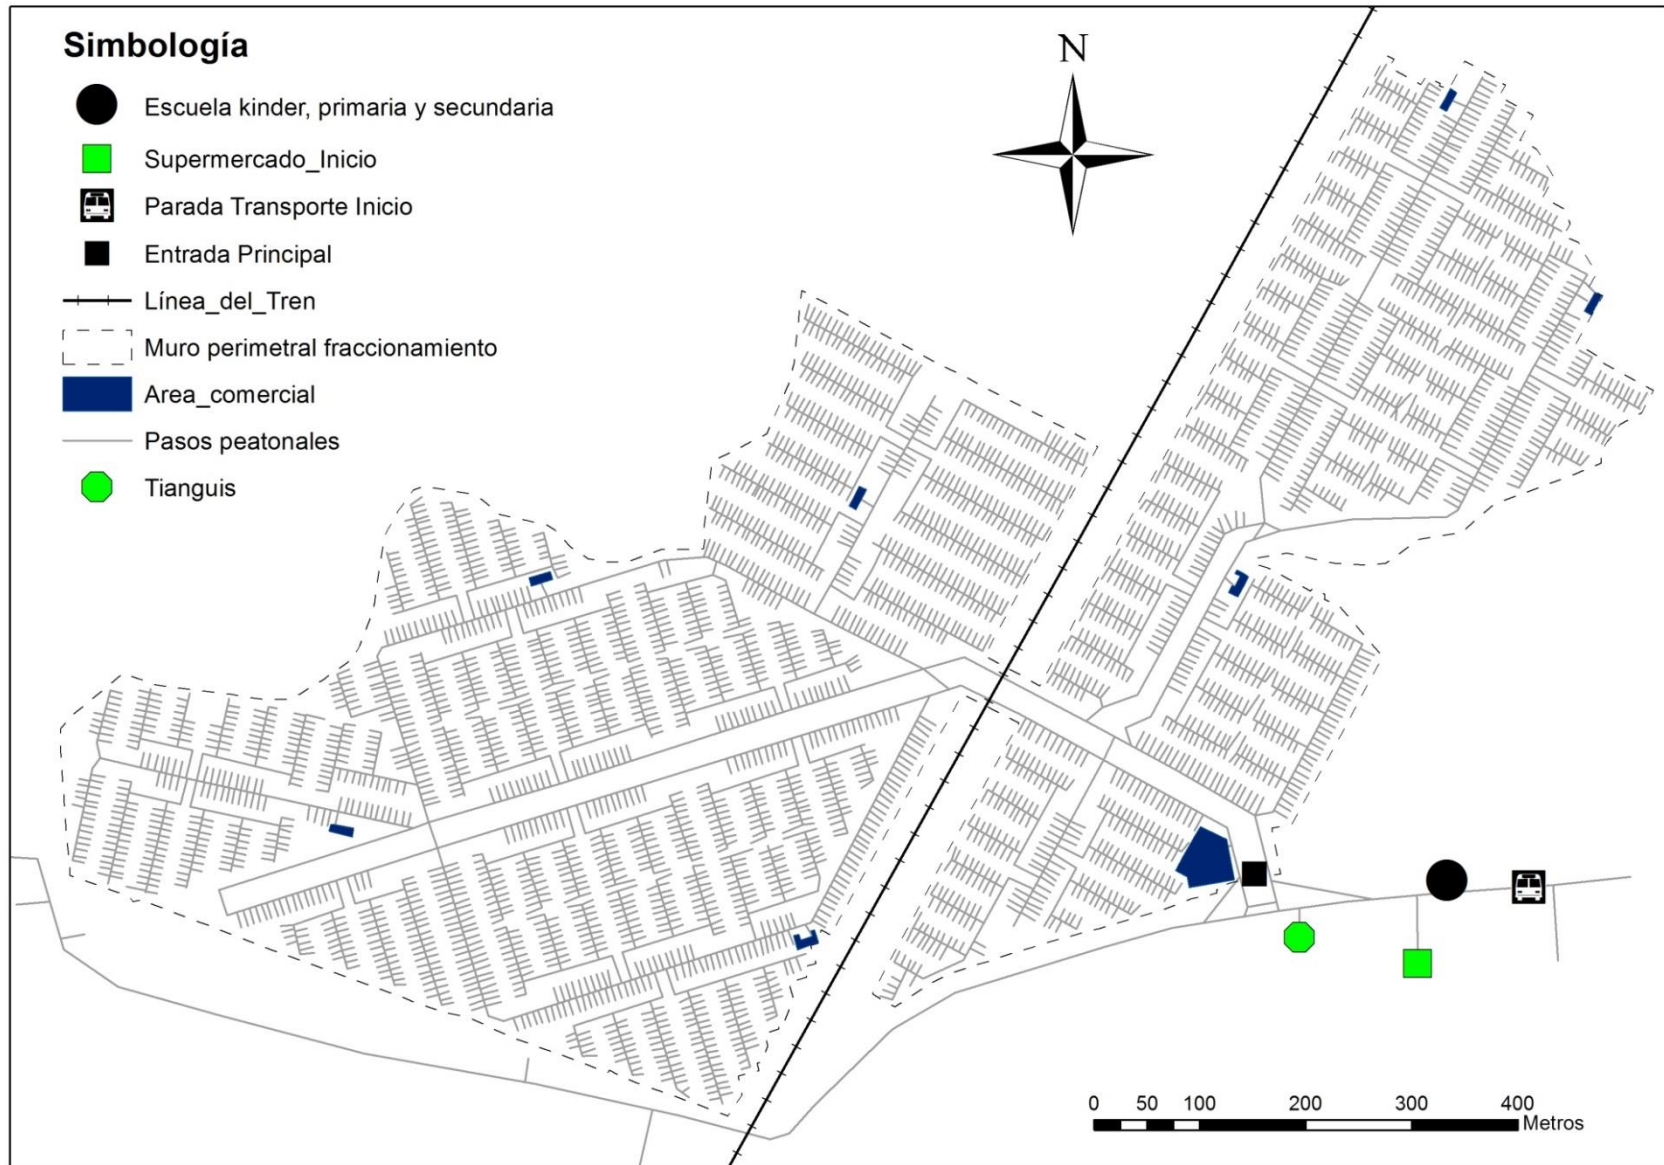 Simbología
N
Escuela kinder, primaria y secundaria
Supermercado_Inicio
Parada Transporte Inicio
Entrada Principal
Línea_del_Tren
Muro perimetral fraccionamiento
Area_comercial
Pasos peatonales
Tianguis
0 50 100 200 300 400
Metros